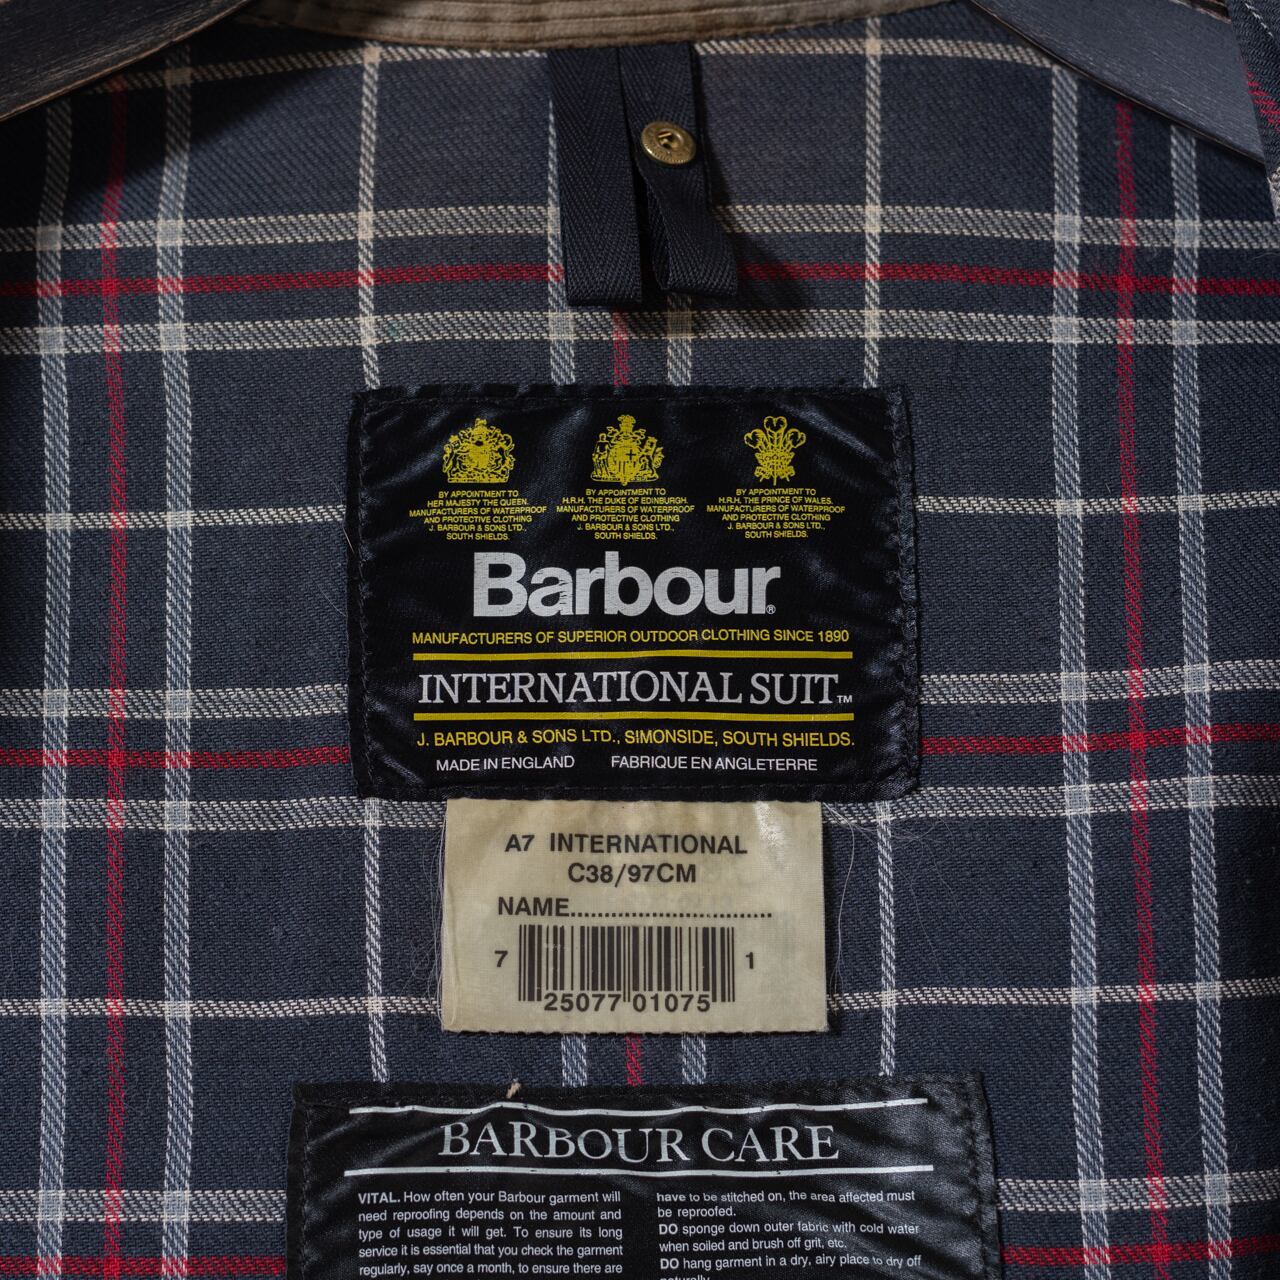 BY APPOINTMENT TO
HER MAJESTY THE QUEEN.
MANUFACTURERS OF WATERPROOF
AND PROTECTIVE CLOTHING
J. BARBOUR & SONS LTD.,
SOUTH SHIELDS.
BY APPOINTMENT TO
H.R.H. THE DUKE OF EDINBURGH.
MANUFACTURERS OF WATERPROOF
AND PROTECTIVE CLOTHING
J. BARBOUR & SONS LTD.,
SOUTH SHIELDS.
BY APPOINTMENT TO
H.R.H. THE PRINCE OF WALES.
MANUFACTURERS OF WATERPROOF
AND PROTECTIVE CLOTHING
J. BARBOUR & SONS LTD.,
SOUTH SHIELDS.
Barbour®
MANUFACTURERS OF SUPERIOR OUTDOOR CLOTHING SINCE 1890
INTERNATIONAL SUIT™
J. BARBOUR & SONS LTD., SIMONSIDE, SOUTH SHIELDS.
MADE IN ENGLAND FABRIQUE EN ANGLETERRE
A7 INTERNATIONAL
C38/97CM
NAME..............................
7 25077 01075 1
BARBOUR CARE
VITAL. How often your Barbour garment will
need reproofing depends on the amount and
type of usage it will get. To ensure its long
service it is essential that you check the garment
regularly, say once a month, to ensure there are
have to be stitched on, the area affected must
be reproofed.
DO sponge down outer fabric with cold water
when soiled and brush off grit, etc.
DO hang garment in a dry, airy place to dry off